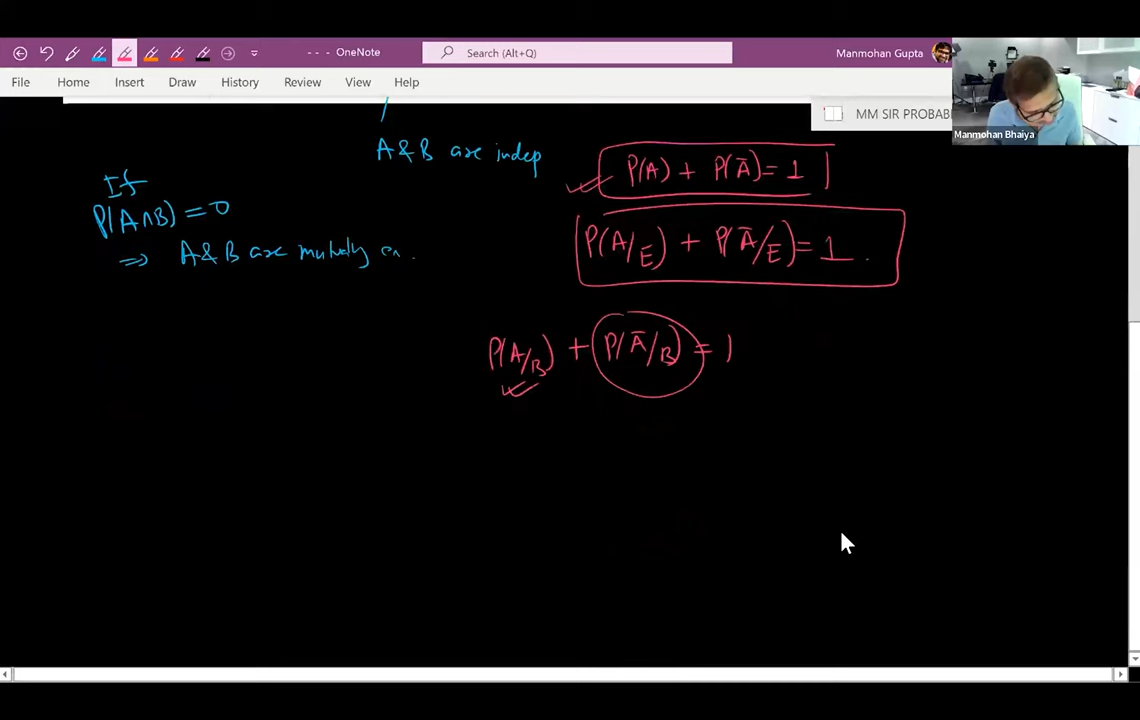 - - - OneNote
Search (Alt+Q)
Manmohan Gupta
File Home Insert Draw History Review View Help
MM SIR PROBABI
Manmohan Bhaiya
A&B are indep
P(A) + P(Ā) = 1
If
P(A∩B) = 0
⇒ A&B are mutually ex.
P(A/E) + P(Ā/E) = 1.
P(A/B) + P(Ā/B) = 1